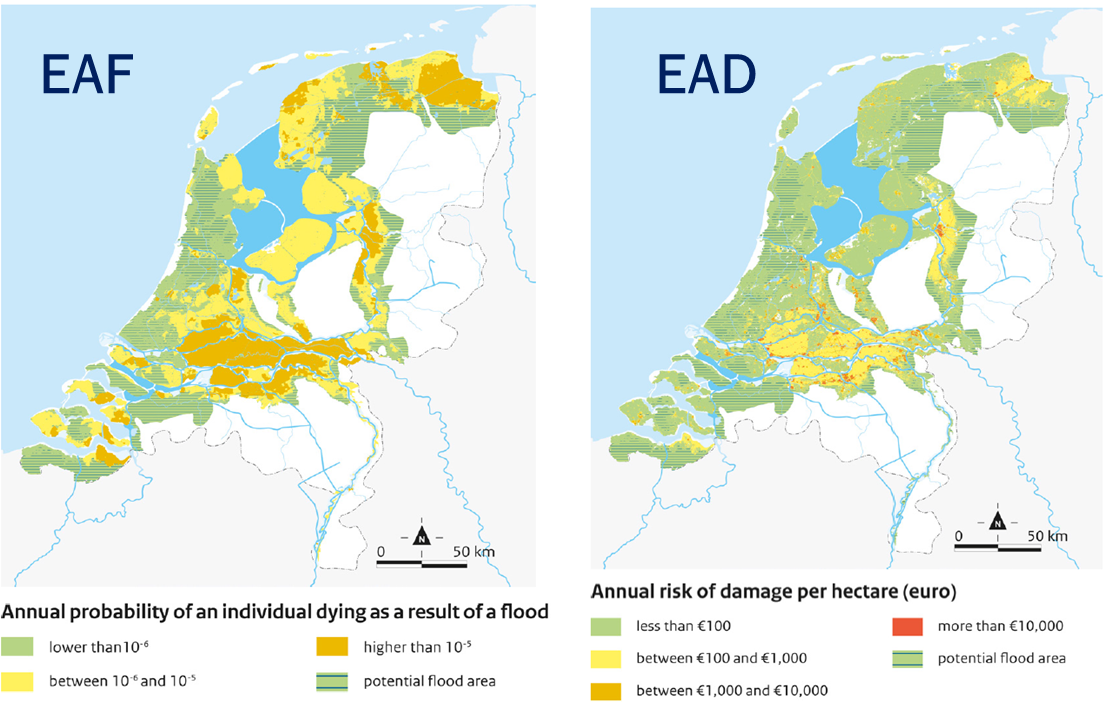 EAF
N
0 50 km
Annual probability of an individual dying as a result of a flood
lower than10-6
higher than 10-5
between 10-6 and 10-5
potential flood area
EAD
N
0 50 km
Annual risk of damage per hectare (euro)
less than €100
more than €10,000
between €100 and €1,000
potential flood area
between €1,000 and €10,000